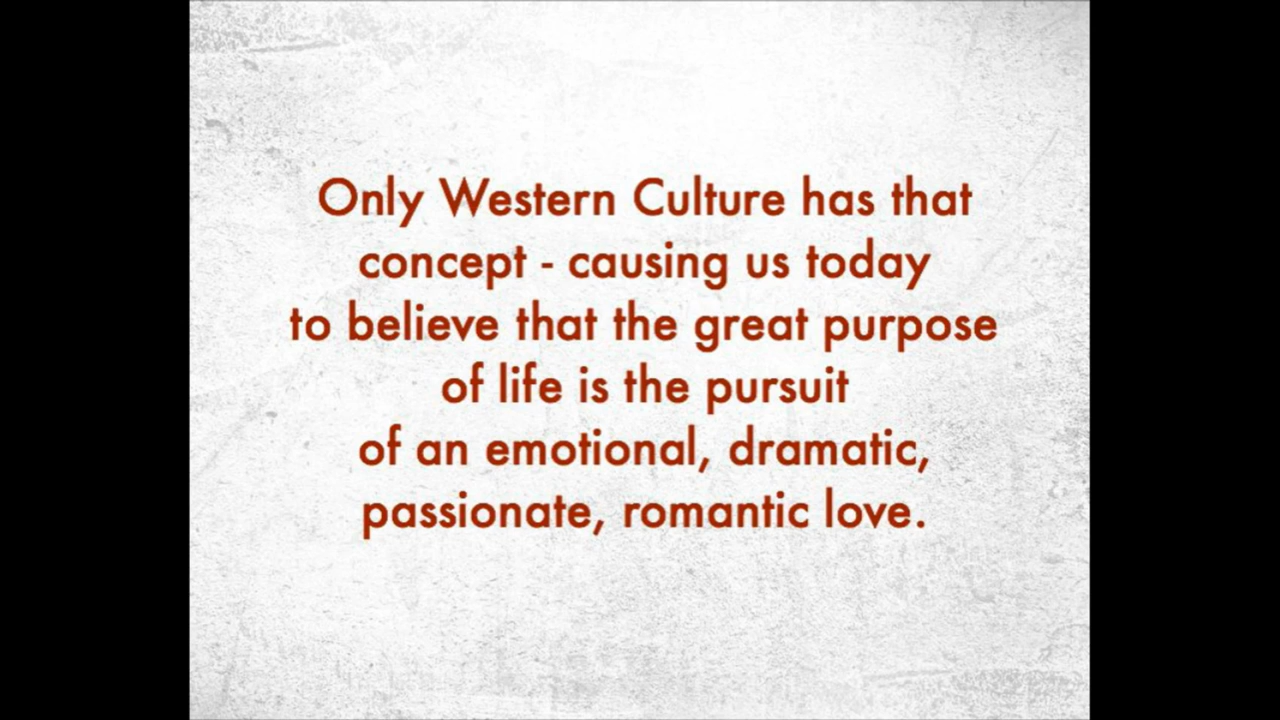 Only Western Culture has that
concept - causing us today
to believe that the great purpose
of life is the pursuit
of an emotional, dramatic,
passionate, romantic love.